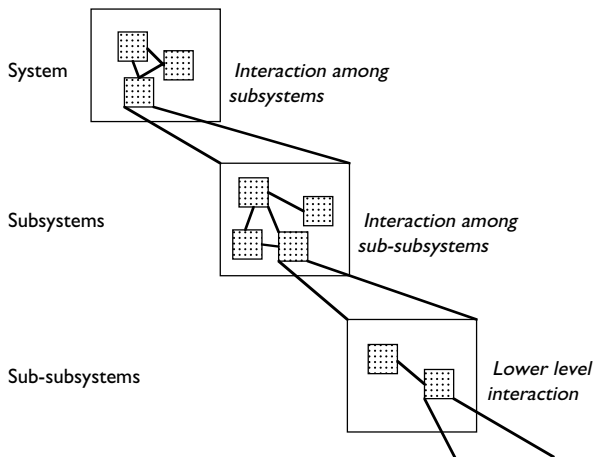 System
Interaction among
subsystems
Subsystems
Interaction among
sub-subsystems
Sub-subsystems
Lower level
interaction